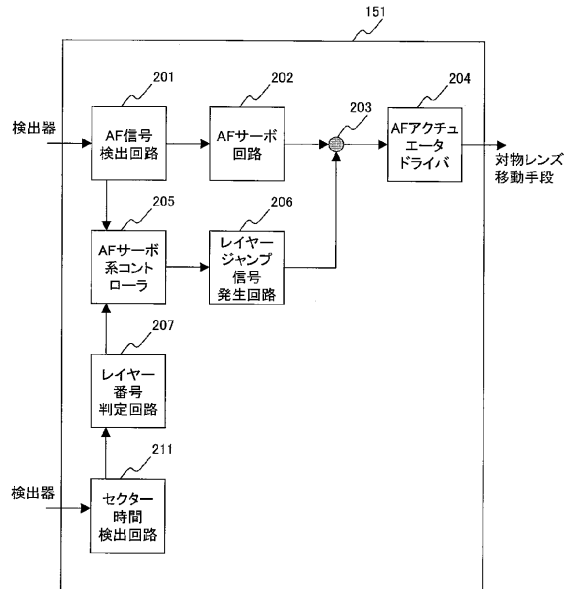 151
201
202
204
検出器
AF信号
検出回路
AFサーボ
回路
203
AFアクチュ
エータ
ドライバ
対物レンズ
移動手段
205
206
AFサーボ
系コント
ローラ
レイヤー
ジャンプ
信号
発生回路
207
レイヤー
番号
判定回路
211
検出器
セクター
時間
検出回路